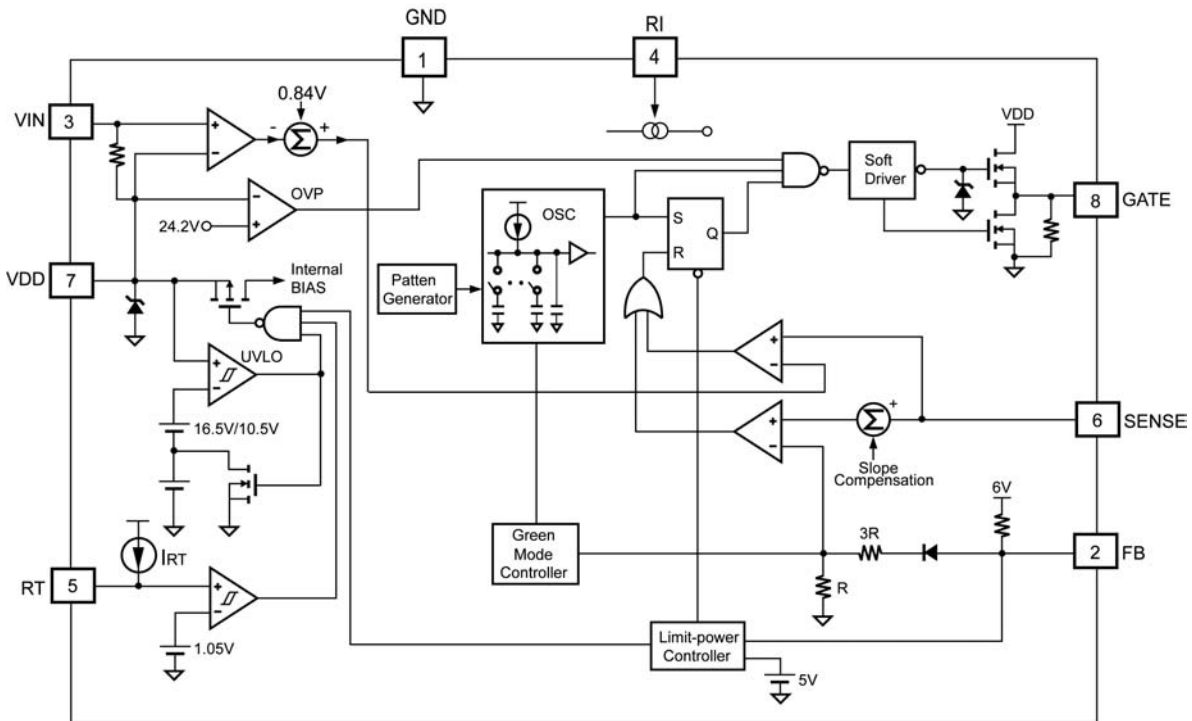 GND
1
RI
4
VIN
3
0.84V
-
Σ
+
+
-
VDD
Soft
Driver
OVP
-
+
24.2V
OSC
S
Q
R
8
GATE
VDD
7
Internal
BIAS
Patten
Generator
UVLO
+
-
+
-
16.5V/10.5V
+
-
Σ
+
6
SENSE
Slope
Compensation
6V
Green
Mode
Controller
3R
2
FB
IRT
RT
5
+
-
R
1.05V
Limit-power
Controller
5V